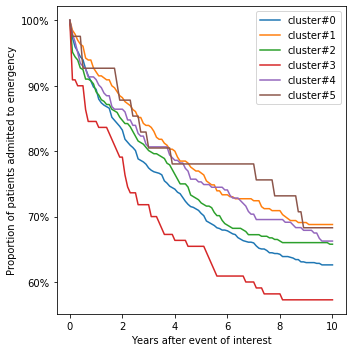 100%
90%
80%
70%
60%
Proportion of patients admitted to emergency
cluster#0
cluster#1
cluster#2
cluster#3
cluster#4
cluster#5
0 2 4 6 8 10
Years after event of interest